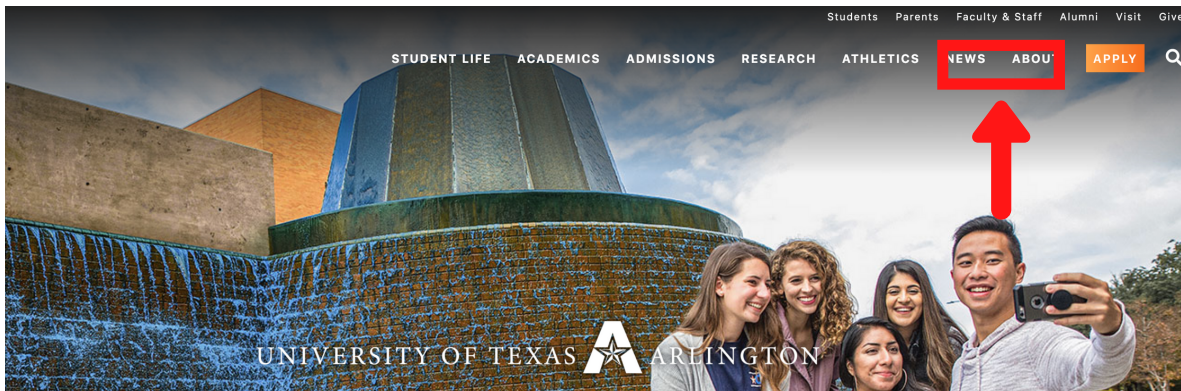 Students Parents Faculty & Staff Alumni Visit Give
STUDENT LIFE ACADEMICS ADMISSIONS RESEARCH ATHLETICS NEWS ABOUT APPLY
UNIVERSITY OF TEXAS ARLINGTON